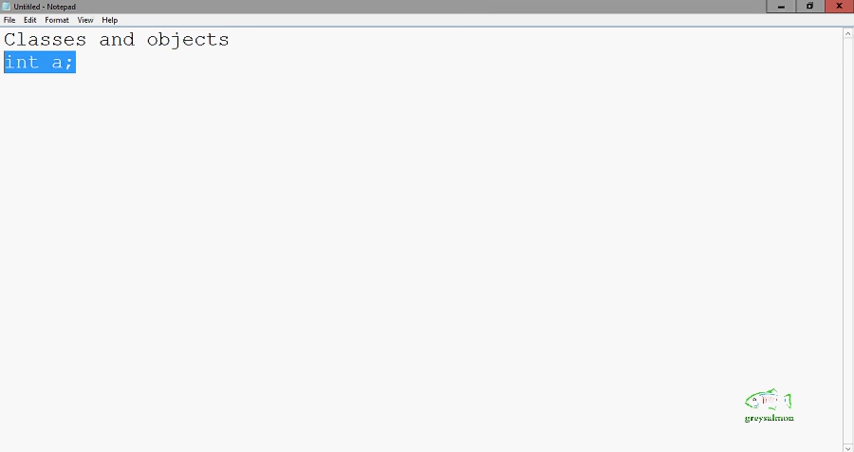 Untitled - Notepad
File Edit Format View Help
Classes and objects
int a;
greysalmon